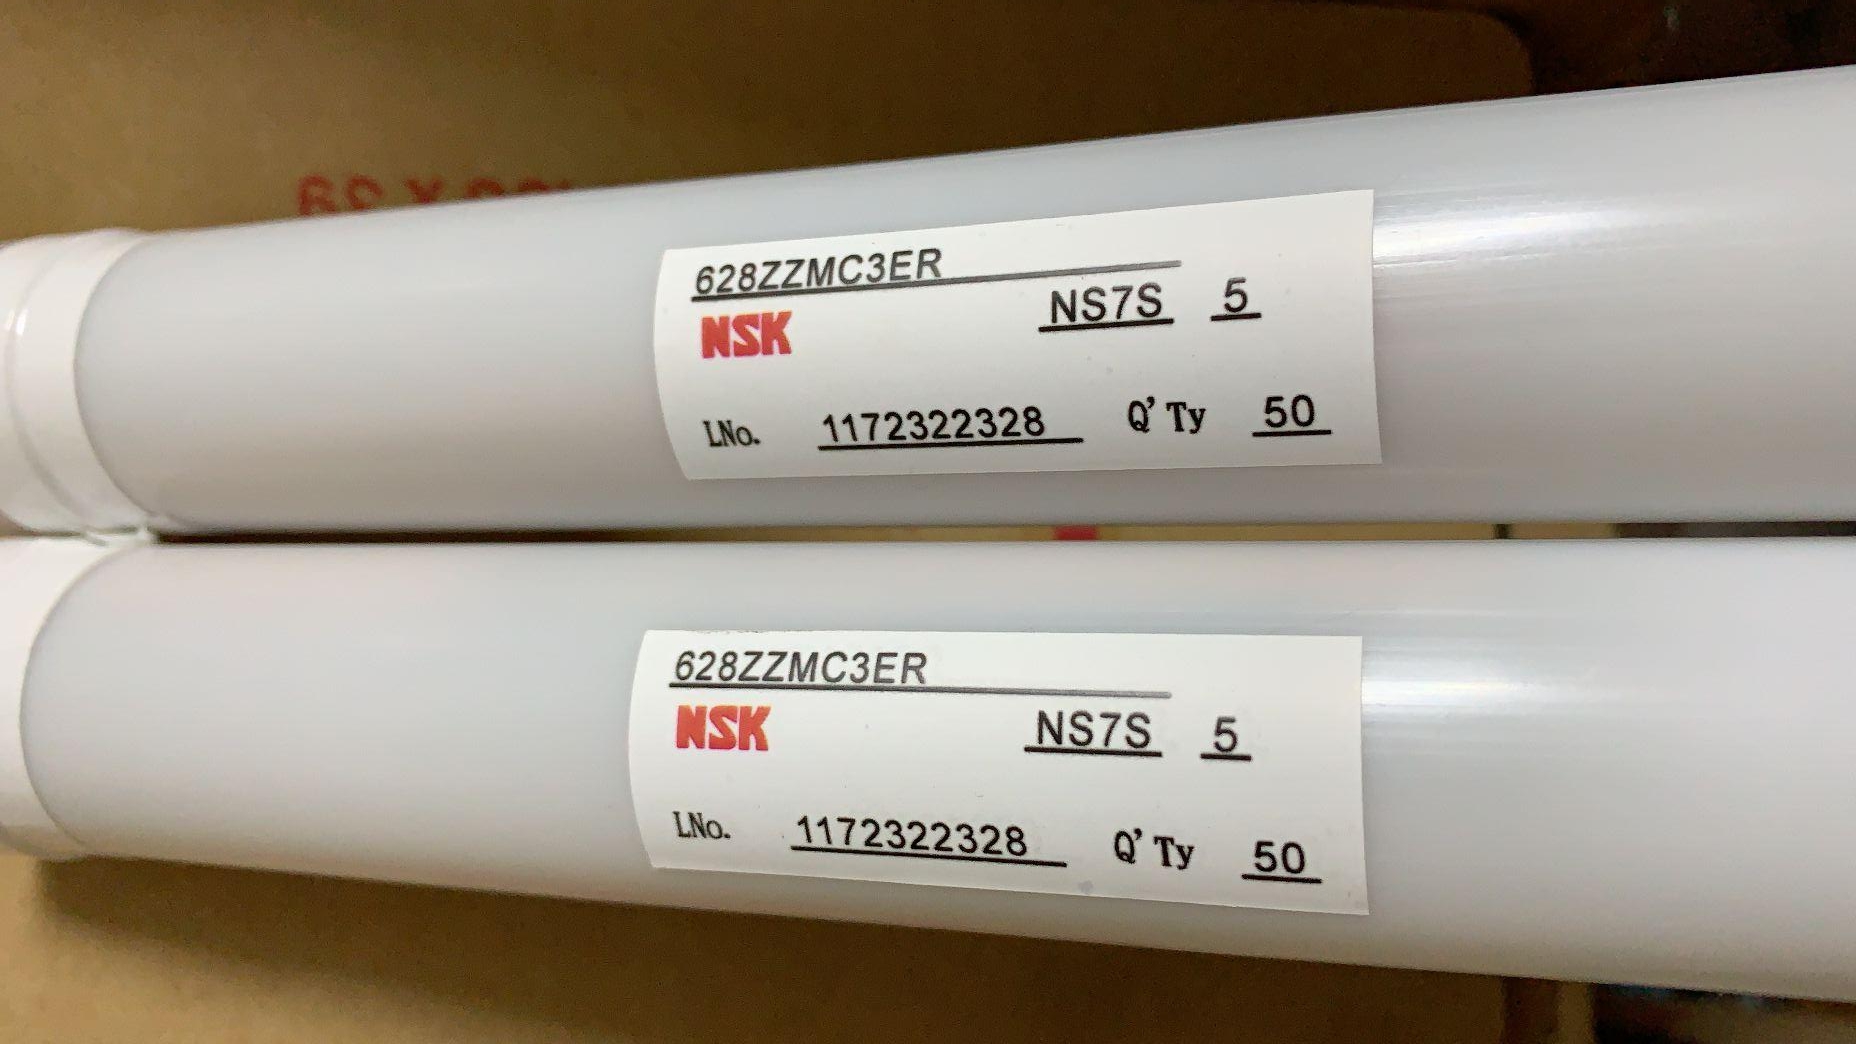 628ZZMC3ER
NS7S 5
NSK
LNo. 1172322328 Q'Ty 50
628ZZMC3ER
NSK NS7S 5
LNo. 1172322328 Q'Ty 50